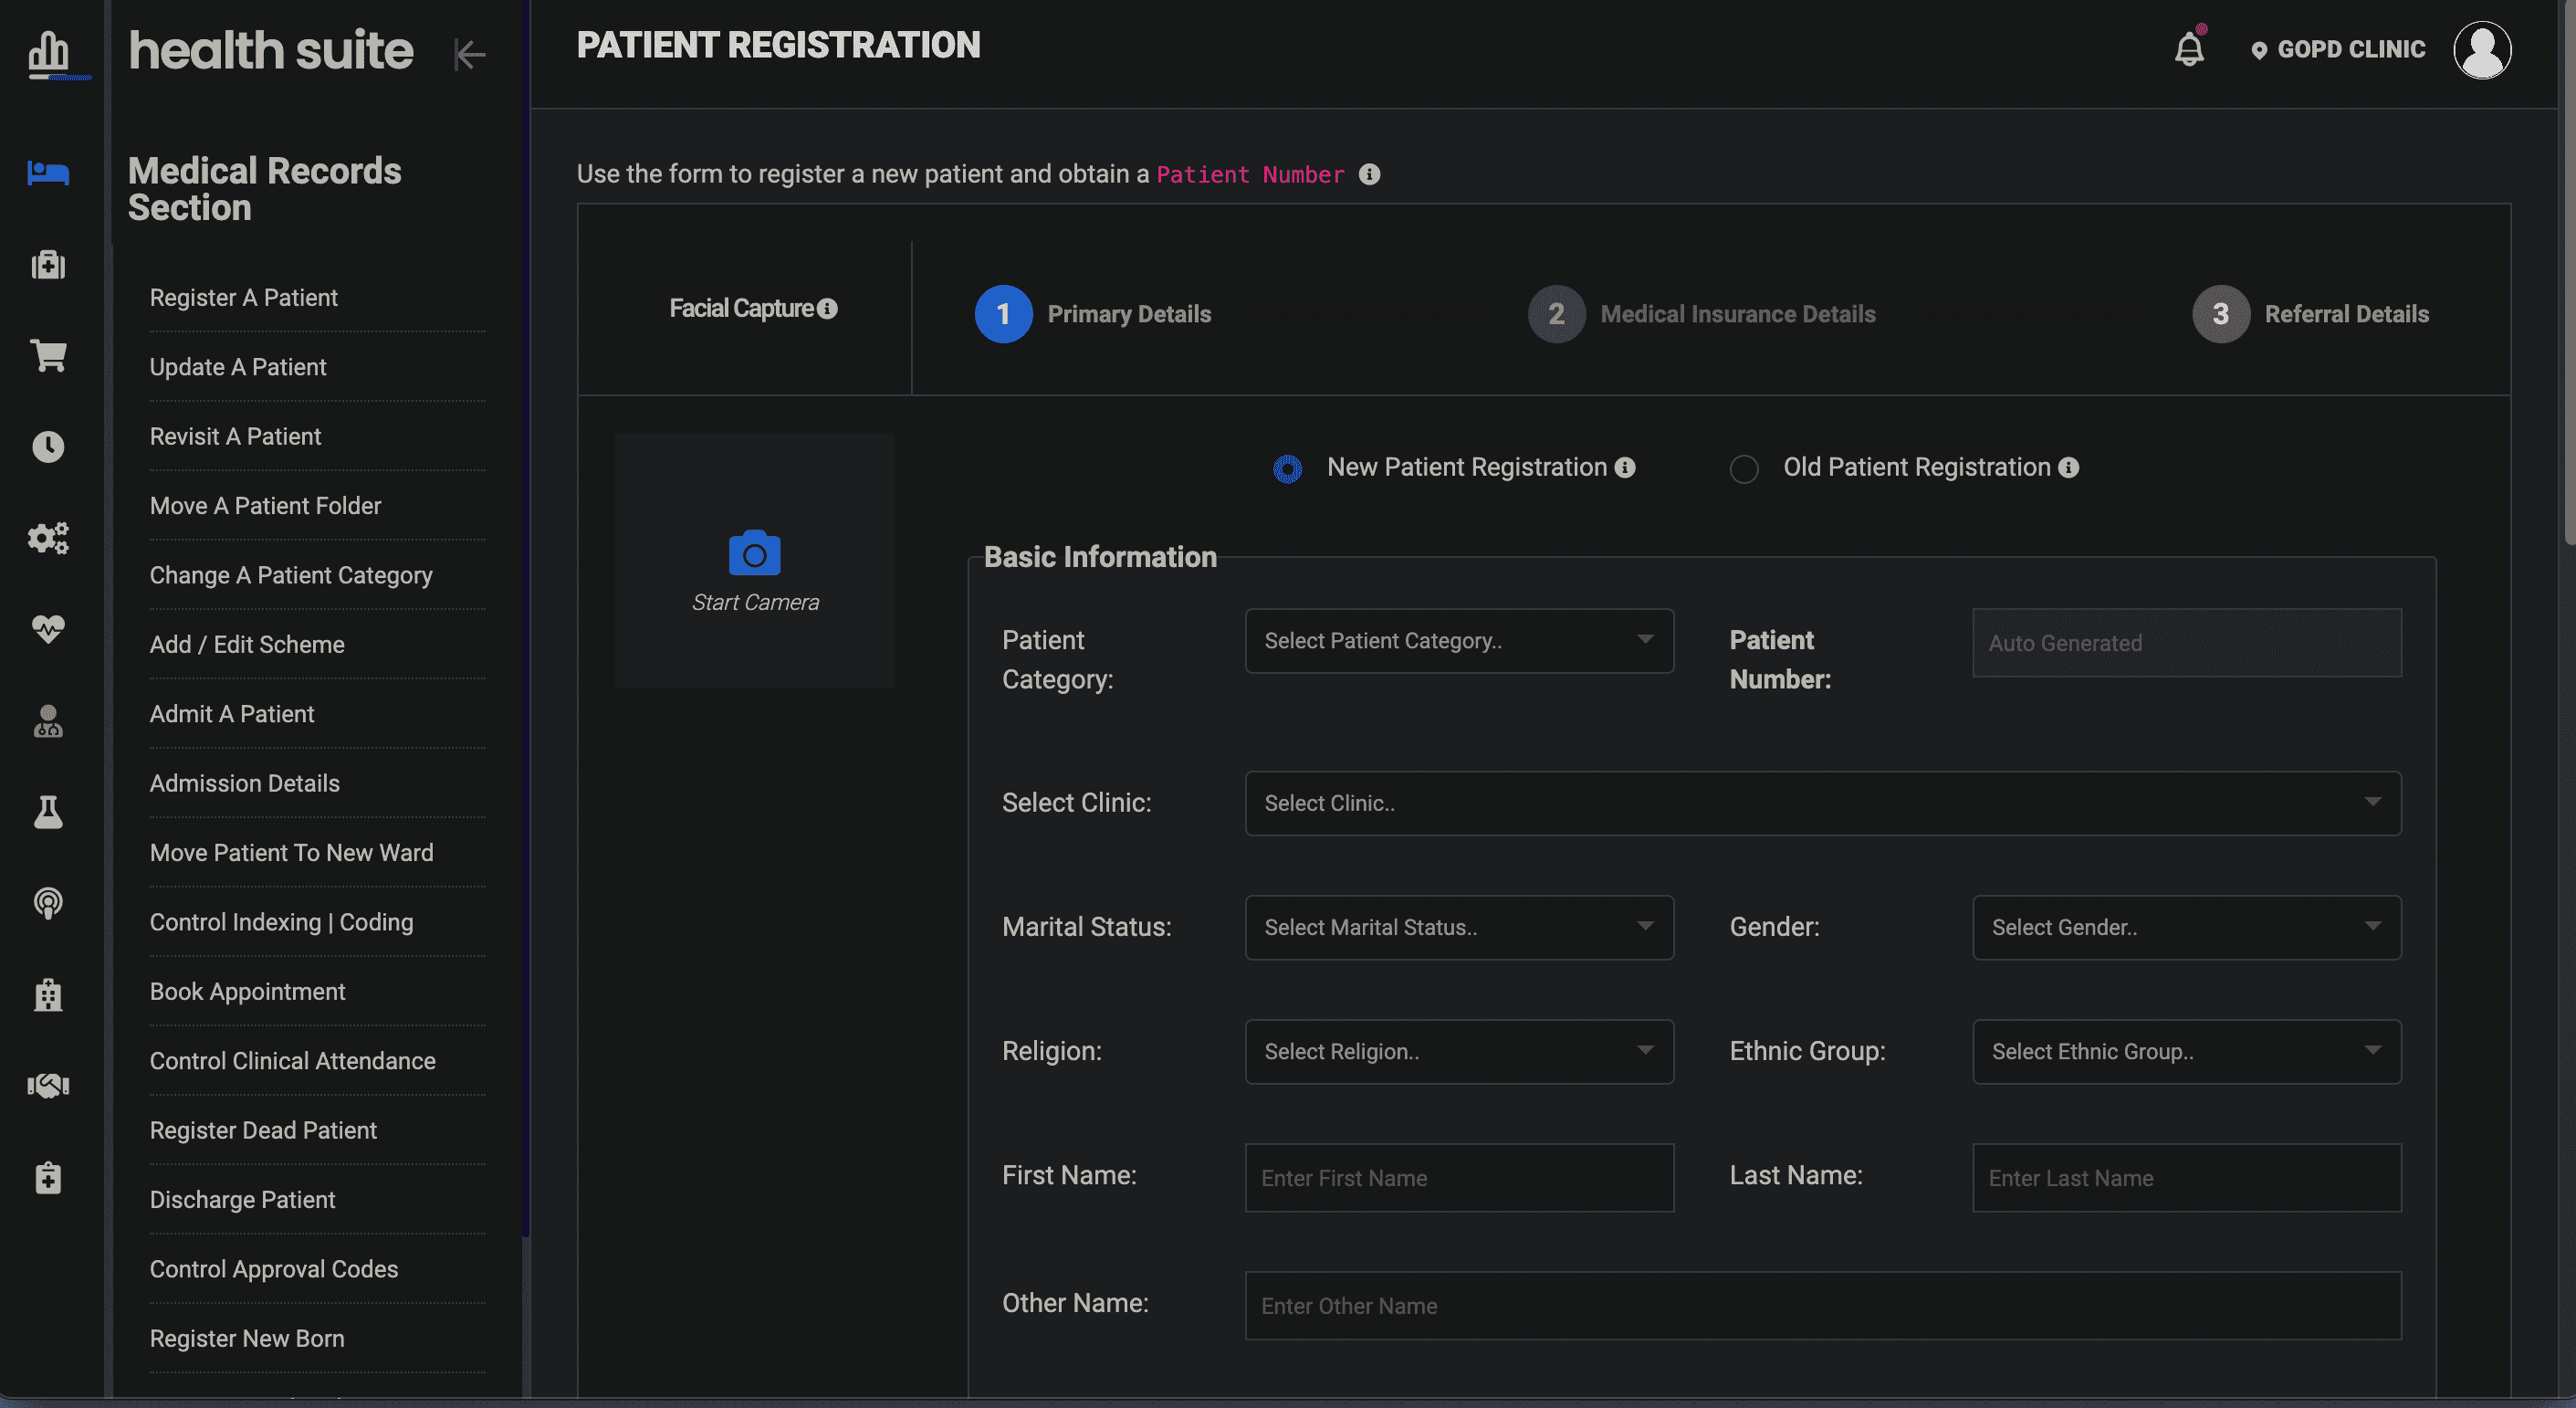 health suite
PATIENT REGISTRATION
GOPD CLINIC
Medical Records
Section
Register A Patient
Update A Patient
Revisit A Patient
Move A Patient Folder
Change A Patient Category
Add / Edit Scheme
Admit A Patient
Admission Details
Move Patient To New Ward
Control Indexing | Coding
Book Appointment
Control Clinical Attendance
Register Dead Patient
Discharge Patient
Control Approval Codes
Register New Born
Use the form to register a new patient and obtain a Patient Number
Facial Capture
1 Primary Details
2 Medical Insurance Details
3 Referral Details
Start Camera
New Patient Registration
Old Patient Registration
Basic Information
Patient
Category:
Select Patient Category..
Patient
Number:
Auto Generated
Select Clinic:
Select Clinic..
Marital Status:
Select Marital Status..
Gender:
Select Gender..
Religion:
Select Religion..
Ethnic Group:
Select Ethnic Group..
First Name:
Enter First Name
Last Name:
Enter Last Name
Other Name:
Enter Other Name